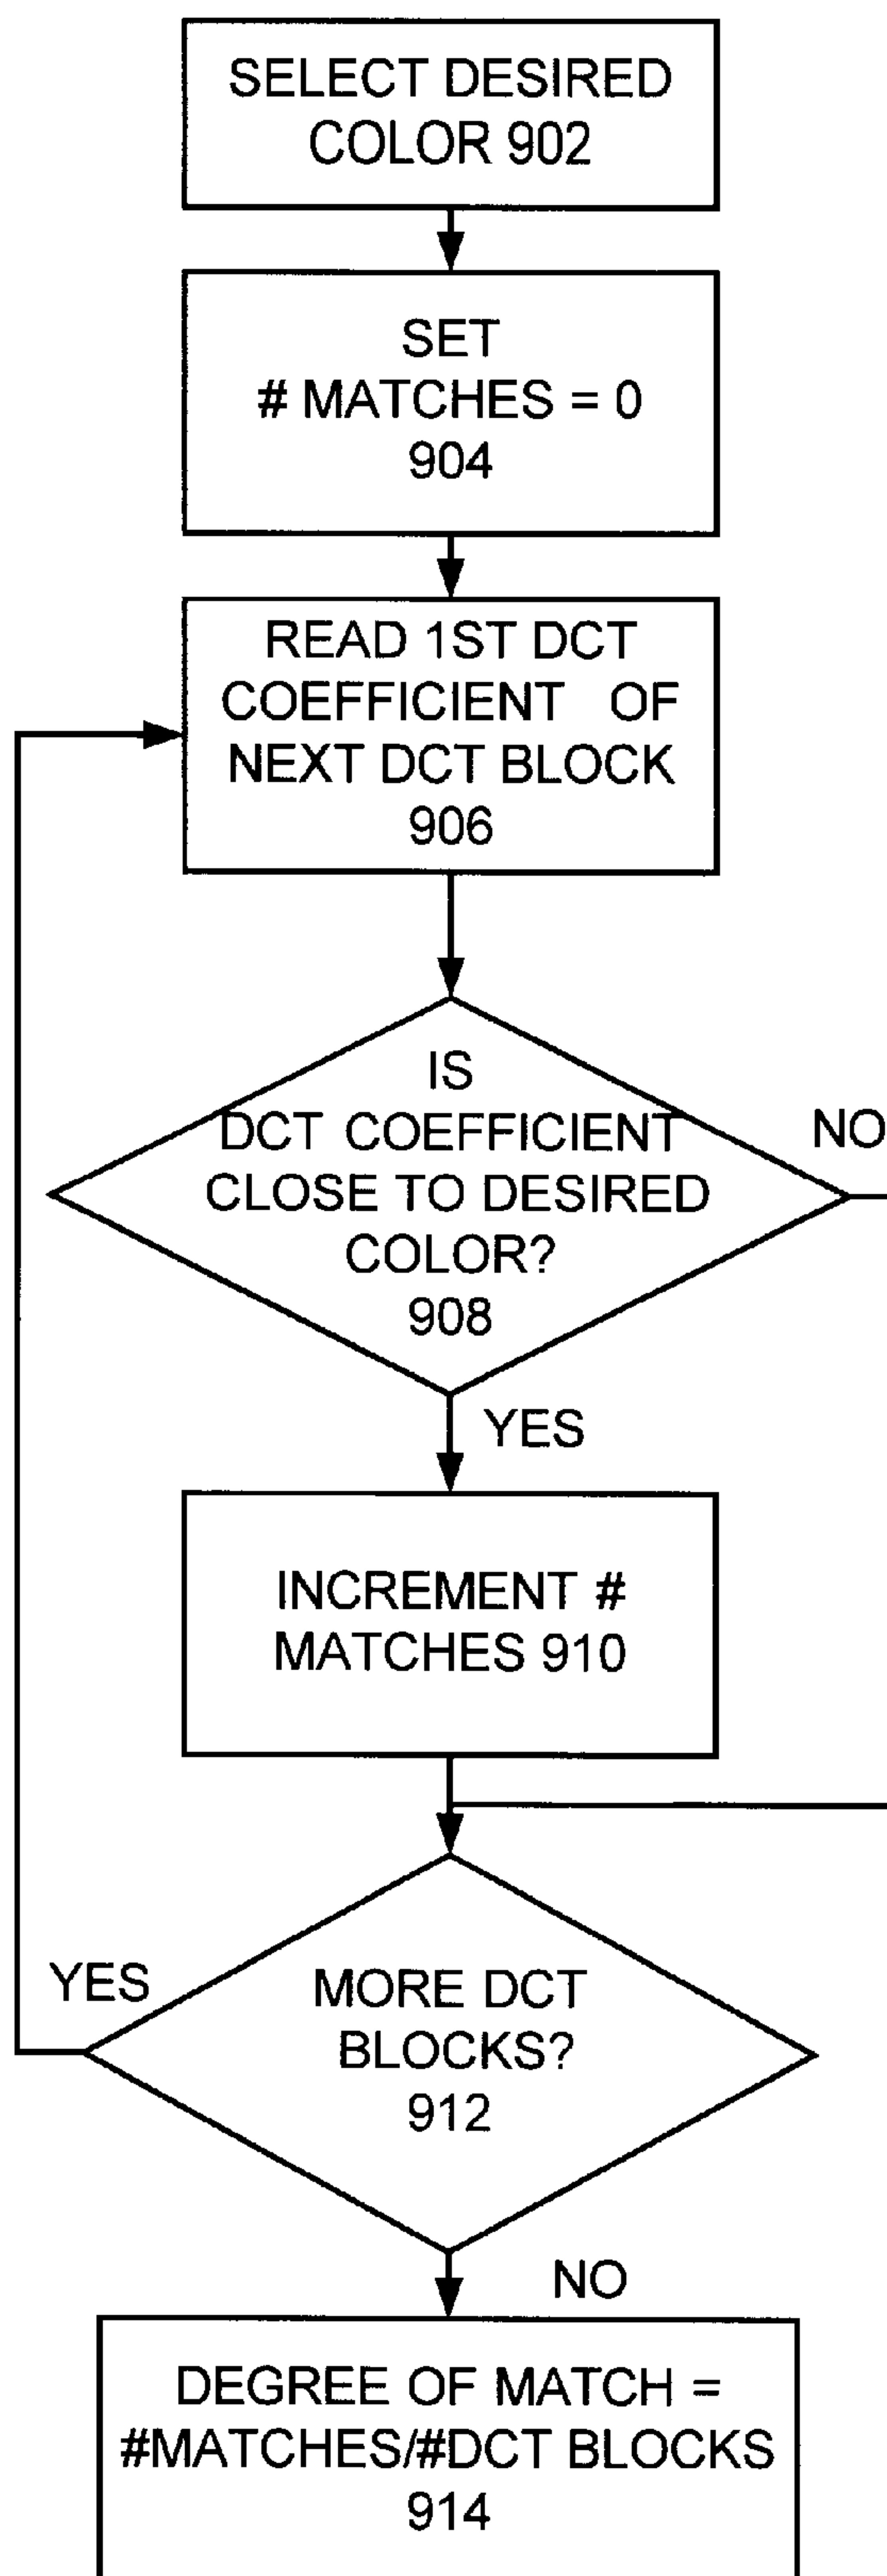 SELECT DESIRED
COLOR 902
SET
# MATCHES = 0
904
READ 1ST DCT
COEFFICIENT OF
NEXT DCT BLOCK
906
IS
DCT COEFFICIENT
CLOSE TO DESIRED
COLOR?
908
NO
YES
INCREMENT #
MATCHES 910
YES
MORE DCT
BLOCKS?
912
NO
DEGREE OF MATCH =
#MATCHES/#DCT BLOCKS
914